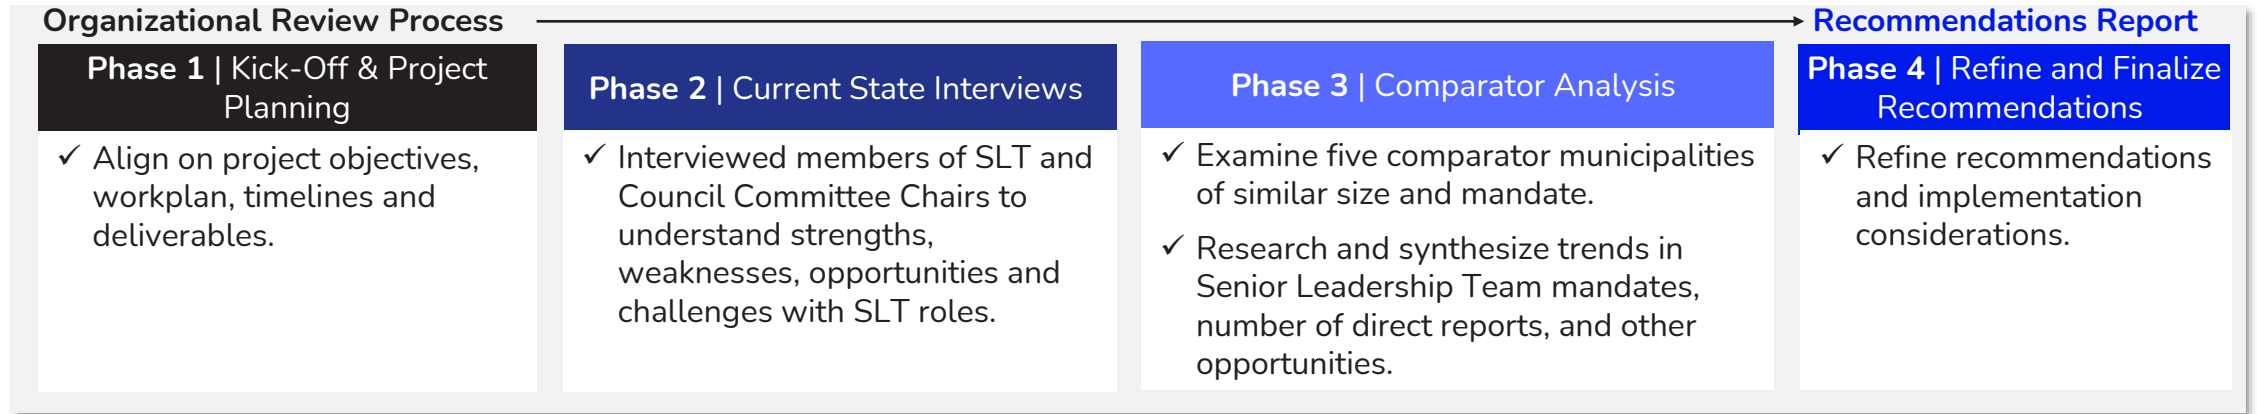 Organizational Review Process
Recommendations Report
Phase 1 | Kick-Off & Project
Planning
✓ Align on project objectives,
workplan, timelines and
deliverables.
Phase 2 | Current State Interviews
✓ Interviewed members of SLT and
Council Committee Chairs to
understand strengths,
weaknesses, opportunities and
challenges with SLT roles.
Phase 3 | Comparator Analysis
✓ Examine five comparator municipalities
of similar size and mandate.
✓ Research and synthesize trends in
Senior Leadership Team mandates,
number of direct reports, and other
opportunities.
Phase 4 | Refine and Finalize
Recommendations
✓ Refine recommendations
and implementation
considerations.